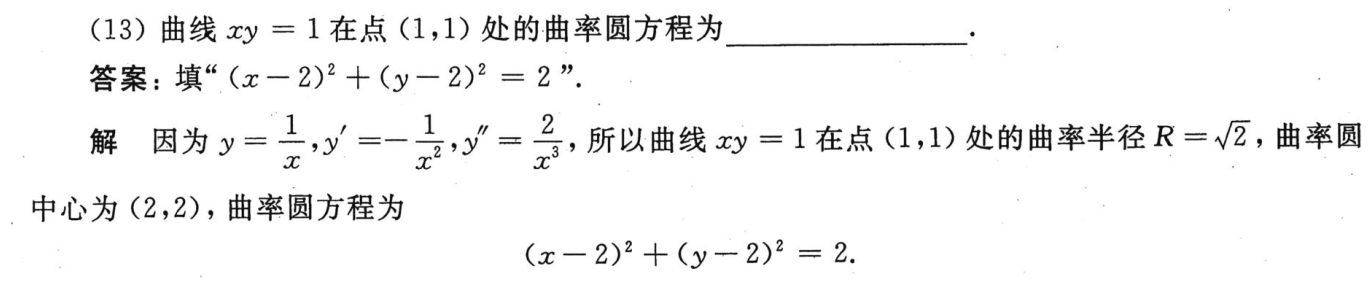 (13) 曲线 xy = 1 在点 (1,1) 处的曲率圆方程为____________.
答案：填“(x－2)²＋(y－2)² = 2”.
解 因为 y = 1/x, y′ =－1/x², y″ = 2/x³, 所以曲线 xy = 1 在点 (1,1) 处的曲率半径 R = √2, 曲率圆
中心为 (2,2), 曲率圆方程为
(x－2)²＋(y－2)² = 2.